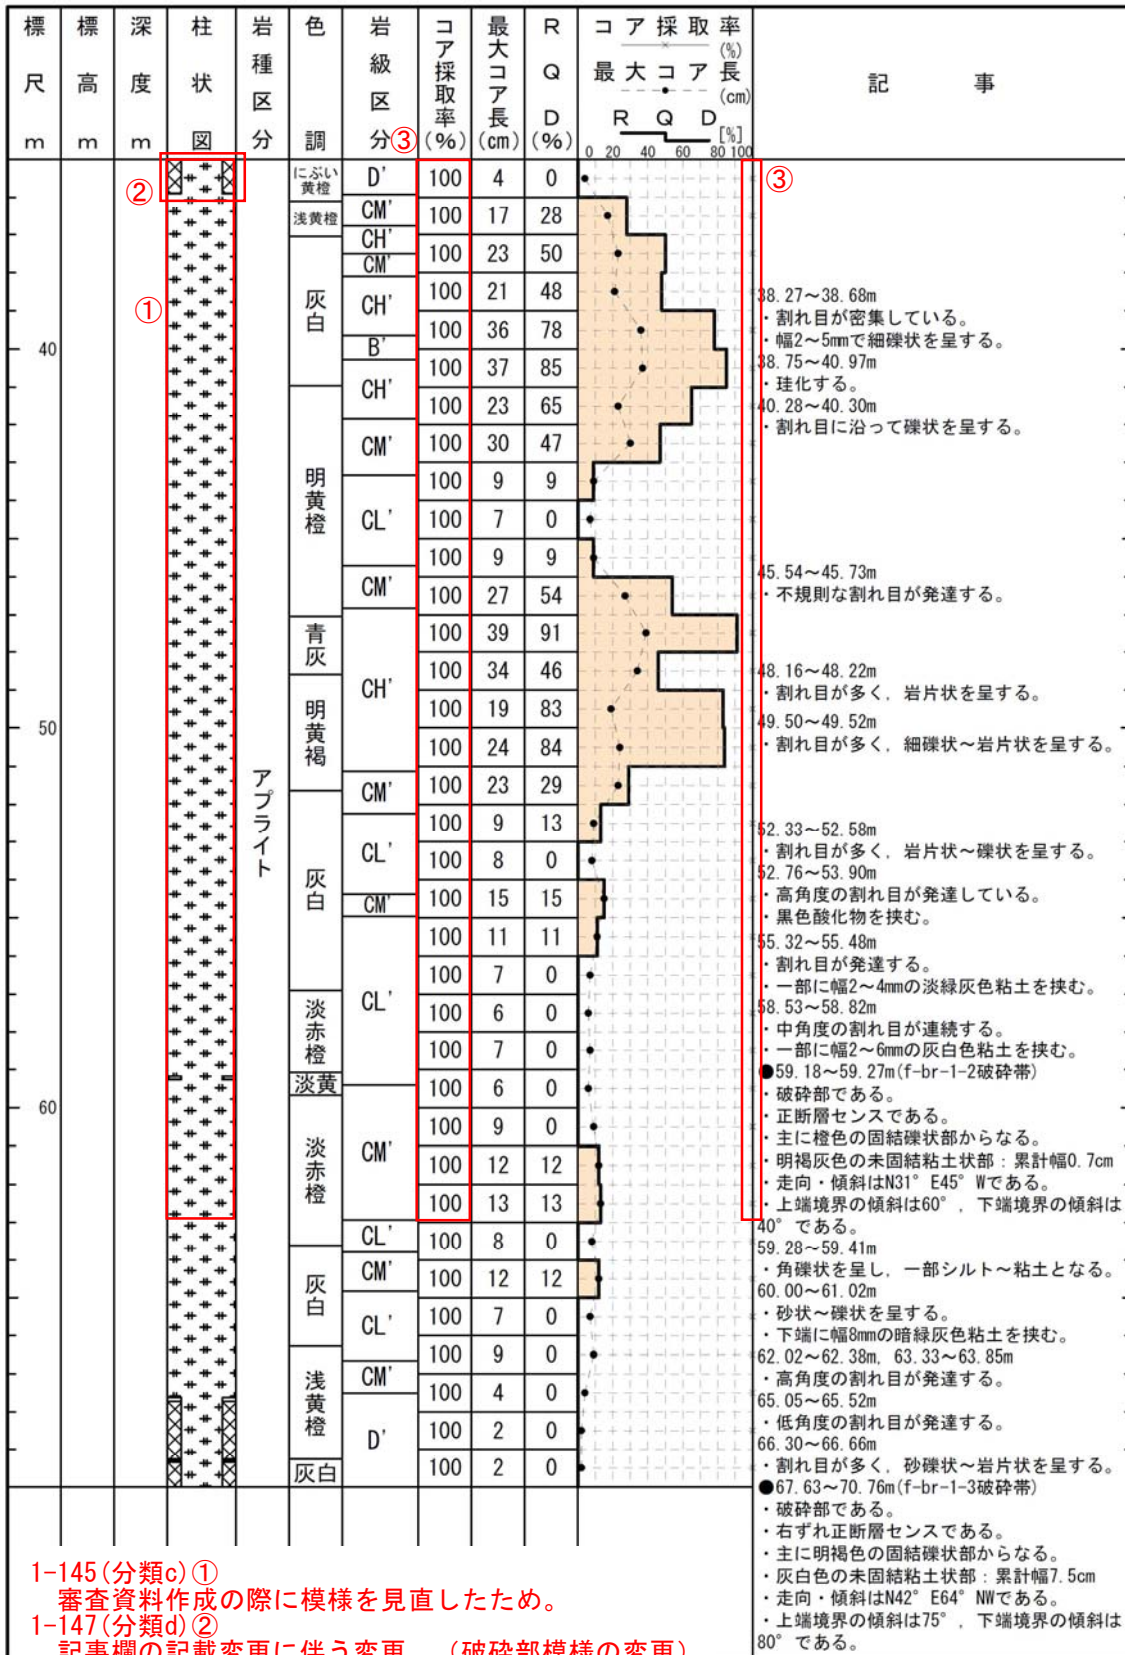 標尺m
標高m
深度m
柱状図
岩種区分
色調
岩級区分
コア採取率(%)
最大コア長(cm)
RQD(%)
コア採取率(%)
最大コア長(cm)
RQD[%]
0 20 40 60 80 100
記事
① ② ③ ③
40
50
60
アプライト
にぶい黄橙
浅黄橙
灰白
明黄橙
青灰
明黄褐
灰白
淡赤橙
淡黄
淡赤橙
灰白
浅黄橙
灰白
D'
CM'
CH'
CM'
CH'
B'
CH'
CM'
CL'
CM'
CH'
CM'
CL'
CM'
CL'
CM'
CL'
CM'
CL'
CM'
D'
100 4 0
100 17 28
100 23 50
100 21 48
100 36 78
100 37 85
100 23 65
100 30 47
100 9 9
100 7 0
100 9 9
100 27 54
100 39 91
100 34 46
100 19 83
100 24 84
100 23 29
100 9 13
100 8 0
100 15 15
100 11 11
100 7 0
100 6 0
100 7 0
100 6 0
100 9 0
100 12 12
100 13 13
100 8 0
100 12 12
100 7 0
100 9 0
100 4 0
100 2 0
100 2 0
38.27～38.68m
・割れ目が密集している。
・幅2～5mmで細礫状を呈する。
38.75～40.97m
・珪化する。
40.28～40.30m
・割れ目に沿って礫状を呈する。
45.54～45.73m
・不規則な割れ目が発達する。
48.16～48.22m
・割れ目が多く，岩片状を呈する。
49.50～49.52m
・割れ目が多く，細礫状～岩片状を呈する。
52.33～52.58m
・割れ目が多く，岩片状～礫状を呈する。
52.76～53.90m
・高角度の割れ目が発達している。
・黒色酸化物を挟む。
55.32～55.48m
・割れ目が発達する。
・一部に幅2～4mmの淡緑灰色粘土を挟む。
58.53～58.82m
・中角度の割れ目が連続する。
・一部に幅2～6mmの灰白色粘土を挟む。
●59.18～59.27m(f-br-1-2破砕帯)
・破砕部である。
・正断層センスである。
・主に橙色の固結礫状部からなる。
・明褐灰色の未固結粘土状部：累計幅0.7cm
・走向・傾斜はN31°E45°Wである。
・上端境界の傾斜は60°，下端境界の傾斜は
40°である。
59.28～59.41m
・角礫状を呈し，一部シルト～粘土となる。
60.00～61.02m
・砂状～礫状を呈する。
・下端に幅8mmの暗緑灰色粘土を挟む。
62.02～62.38m, 63.33～63.85m
・高角度の割れ目が発達する。
65.05～65.52m
・低角度の割れ目が発達する。
66.30～66.66m
・割れ目が多く，砂礫状～岩片状を呈する。
●67.63～70.76m(f-br-1-3破砕帯)
・破砕部である。
・右ずれ正断層センスである。
・主に明褐色の固結礫状部からなる。
・灰白色の未固結粘土状部：累計幅7.5cm
・走向・傾斜はN42°E64°NWである。
・上端境界の傾斜は75°，下端境界の傾斜は
80°である。
1-145(分類c)①
審査資料作成の際に模様を見直したため。
1-147(分類d)②
記事欄の記載変更に伴う変更。（破砕部模様の変更）